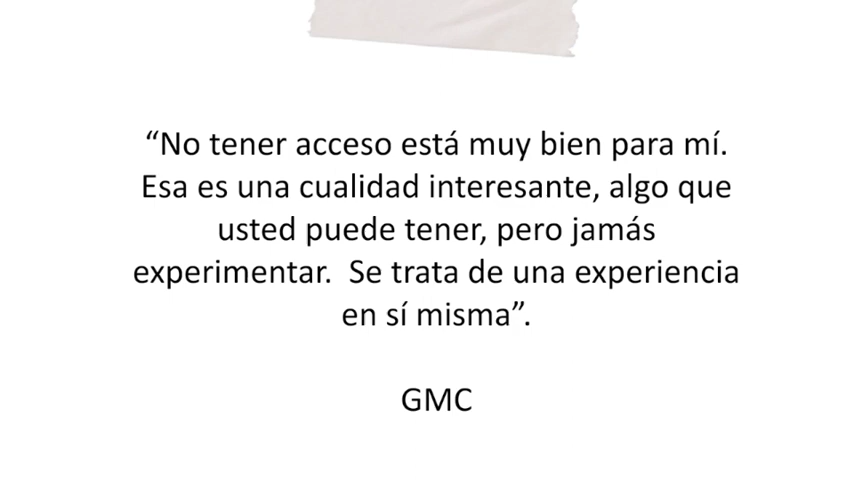 “No tener acceso está muy bien para mí.
Esa es una cualidad interesante, algo que
usted puede tener, pero jamás
experimentar.  Se trata de una experiencia
en sí misma”.
GMC